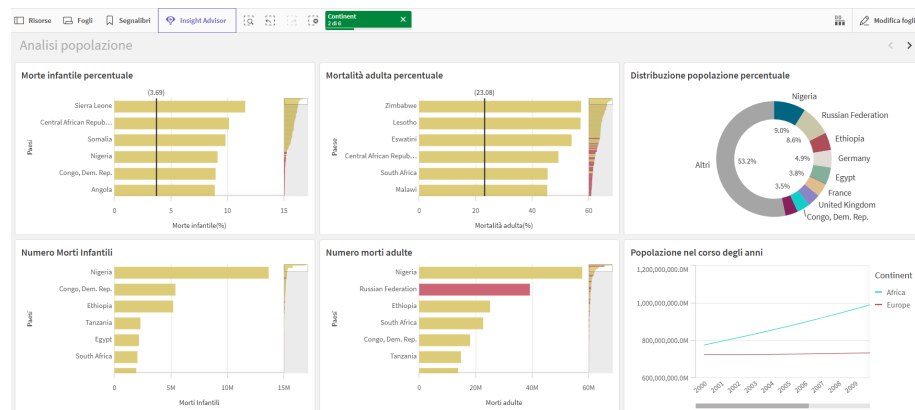 Risorse
Fogli
Segnalibri
Insight Advisor
Continent
2 di 6
Modifica fogli
Analisi popolazione
Morte infantile percentuale
(3.69)
Sierra Leone
Central African Repub...
Somalia
Nigeria
Congo, Dem. Rep.
Angola
Paesi
0 5 10 15
Morte infantile(%)
Mortalità adulta percentuale
(23.08)
Zimbabwe
Lesotho
Eswatini
Central African Repub...
South Africa
Malawi
Paese
0 20 40 60
Mortalità adulta(%)
Distribuzione popolazione percentuale
Nigeria
Russian Federation
Ethiopia
Germany
Egypt
France
United Kingdom
Congo, Dem. Rep.
Altri
9.0%
8.6%
4.9%
3.8%
3.5%
53.2%
Numero Morti Infantili
Nigeria
Congo, Dem. Rep.
Ethiopia
Tanzania
Egypt
South Africa
Paesi
0 5M 10M 15M
Morti Infantili
Numero morti adulte
Nigeria
Russian Federation
Ethiopia
South Africa
Congo, Dem. Rep.
Tanzania
Paesi
0 20M 40M 60M
Morti adulte
Popolazione nel corso degli anni
1,200,000,000.0M
1,000,000,000.0M
800,000,000.0M
600,000,000.0M
2000 2001 2002 2003 2004 2005 2006 2007 2008 2009
Continent
Africa
Europe